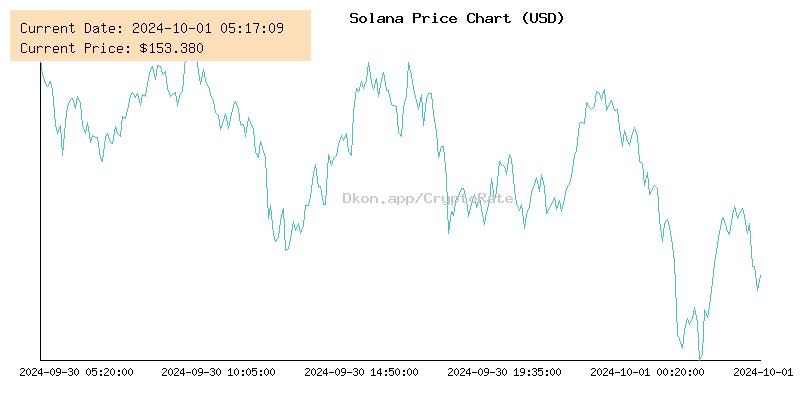 Solana Price Chart (USD)
Current Date: 2024-10-01 05:17:09
Current Price: $153.380
Dkon.app/CryptoRate
2024-09-30 05:20:00 2024-09-30 10:05:00 2024-09-30 14:50:00 2024-09-30 19:35:00 2024-10-01 00:20:00 2024-10-01